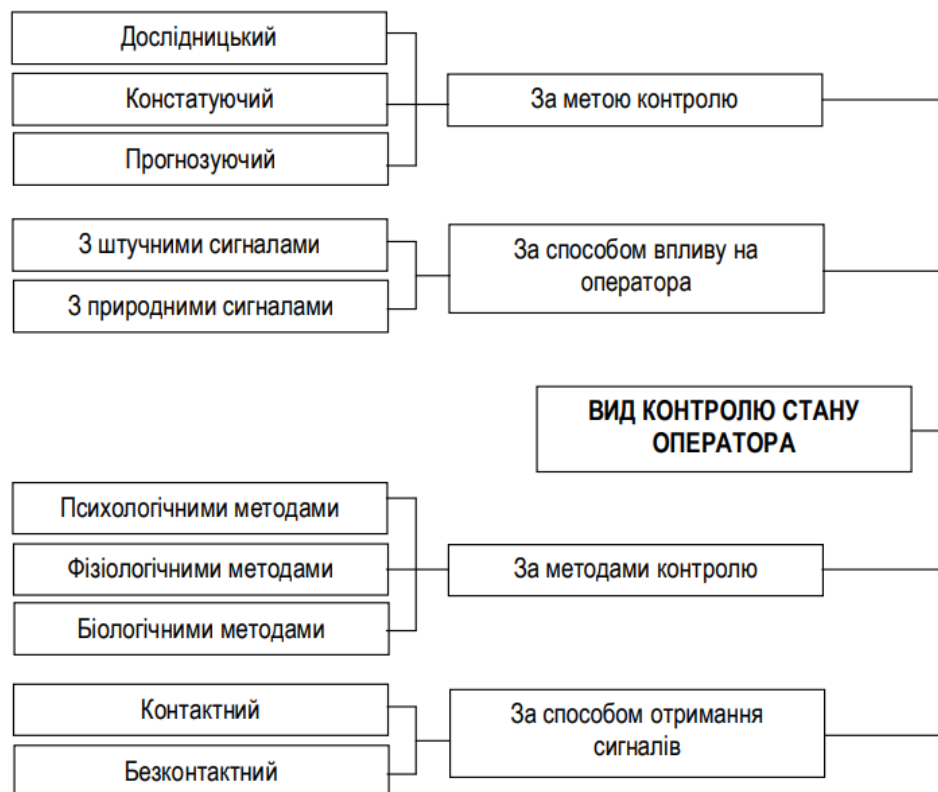 Дослідницький
Констатуючий
За метою контролю
Прогнозуючий
З штучними сигналами
За способом впливу на
оператора
З природними сигналами
ВИД КОНТРОЛЮ СТАНУ
ОПЕРАТОРА
Психологічними методами
Фізіологічними методами
За методами контролю
Біологічними методами
Контактний
За способом отримання
сигналів
Безконтактний